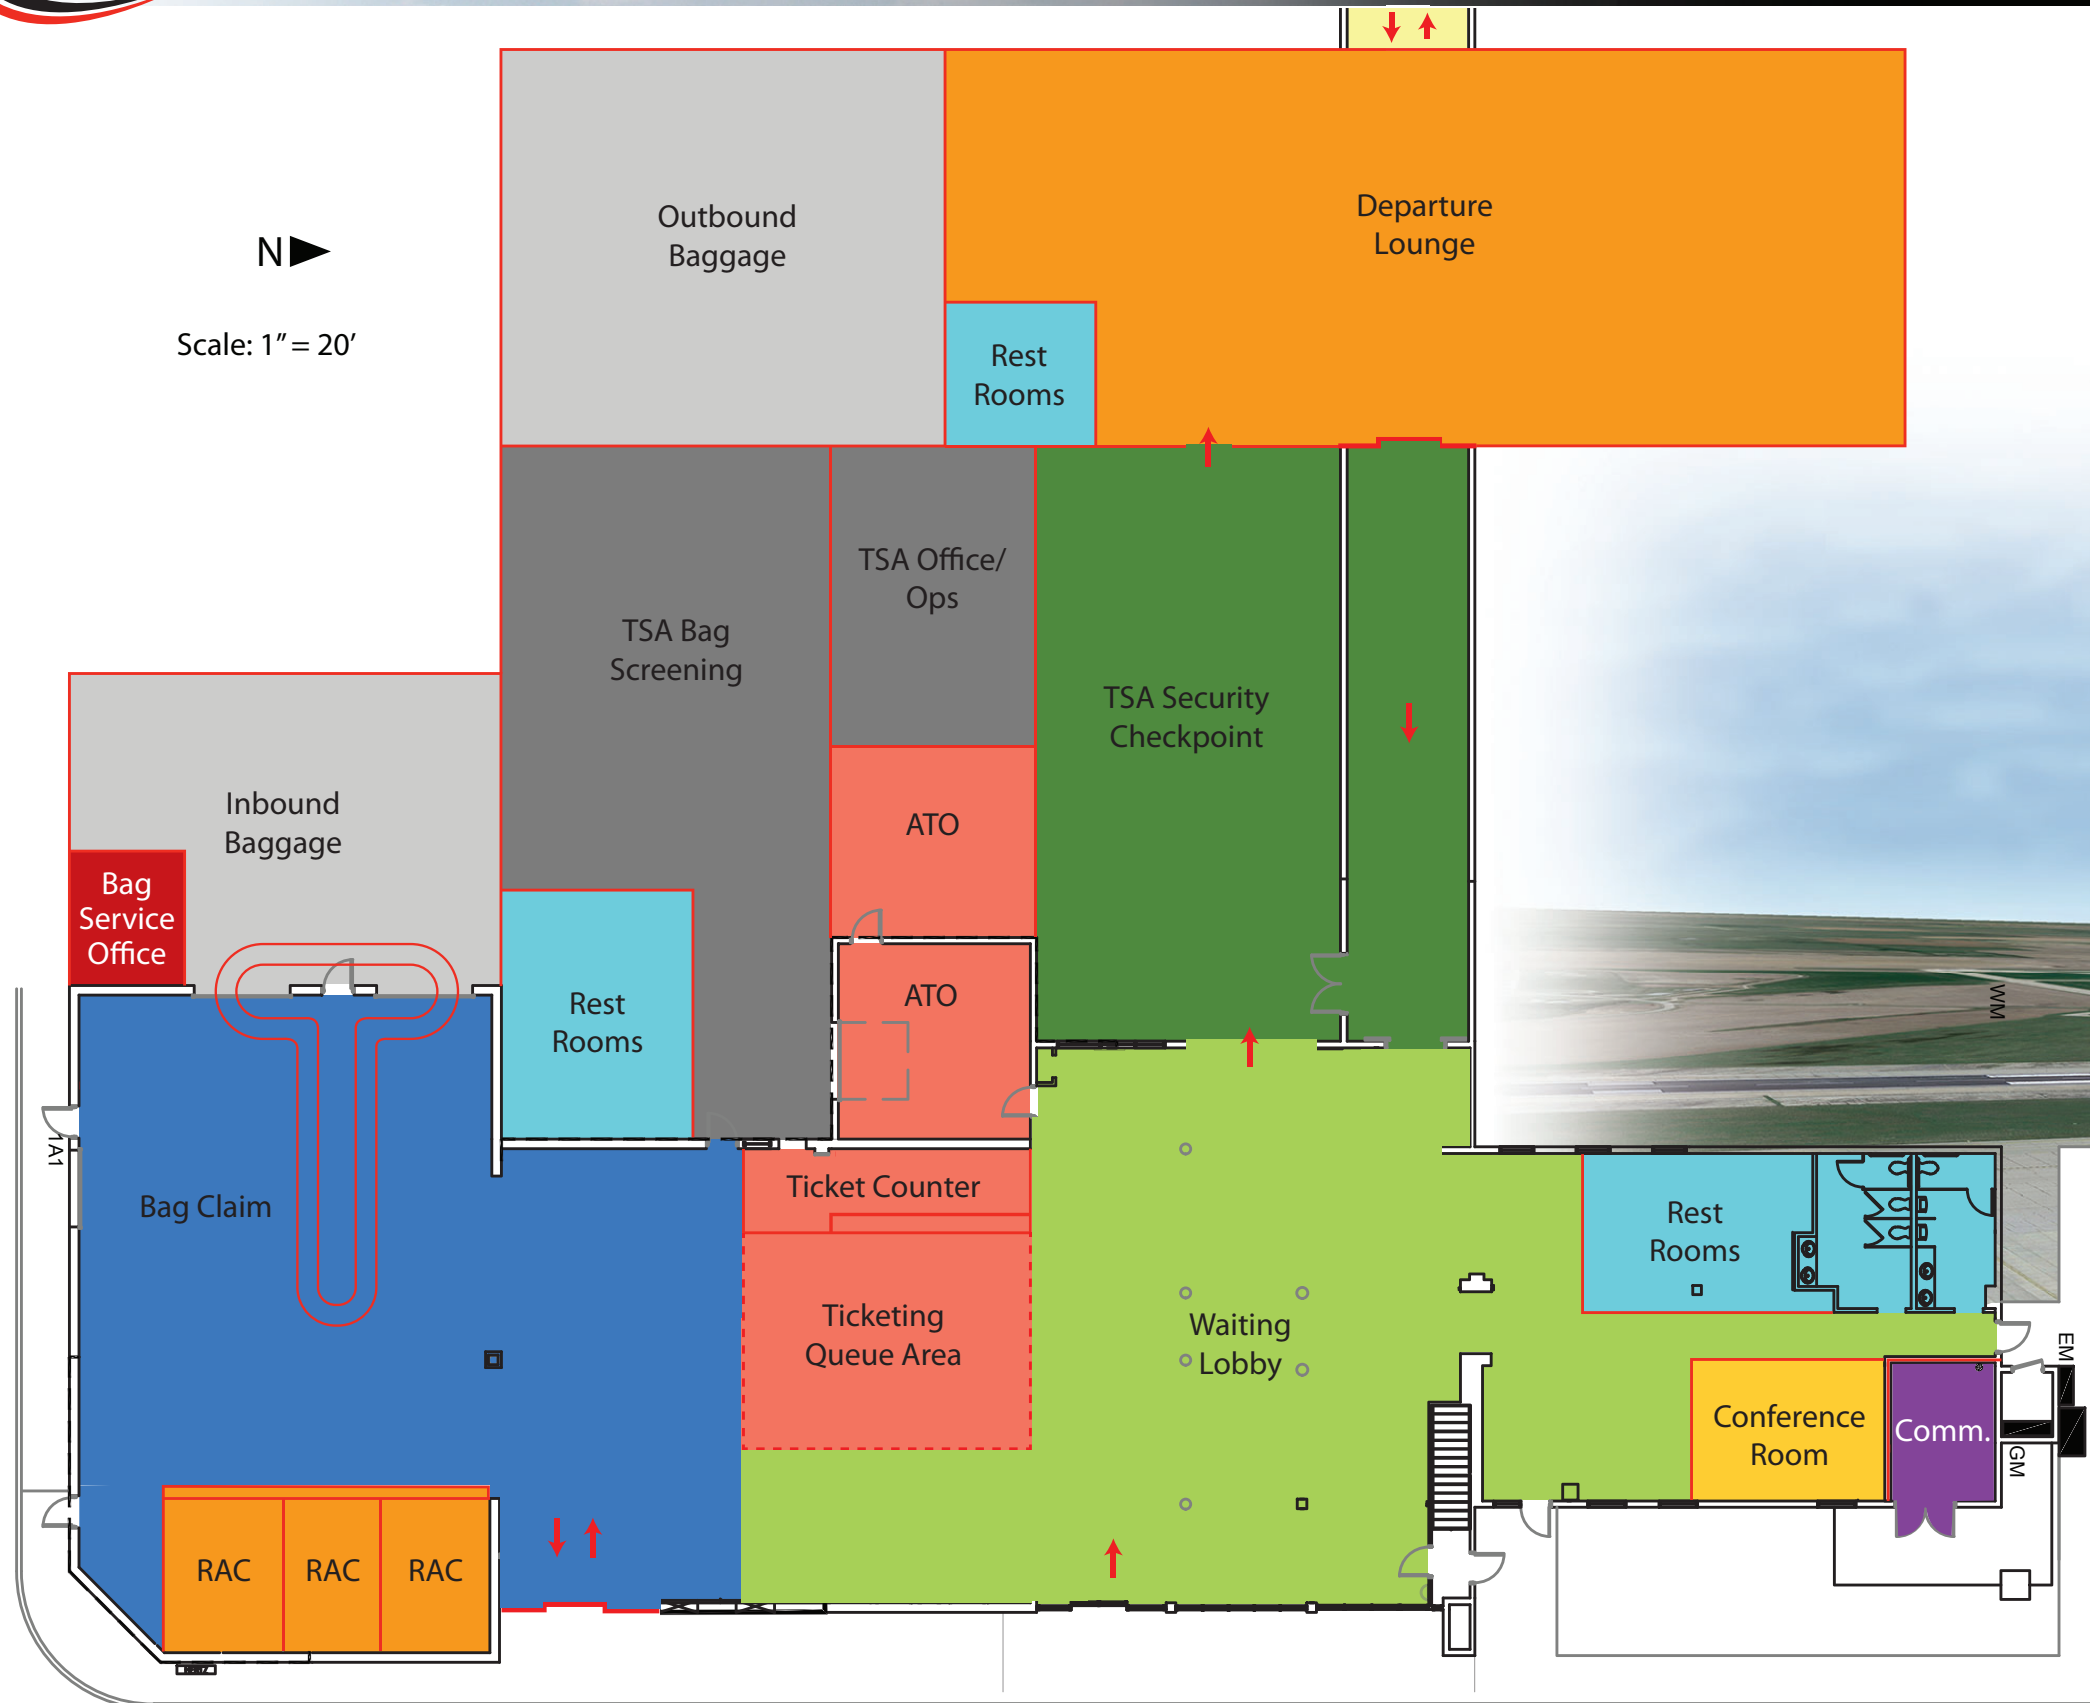 Outbound
Baggage
Departure
Lounge
N
Scale: 1" = 20'
Rest
Rooms
TSA Office/
Ops
TSA Bag
Screening
TSA Security
Checkpoint
Inbound
Baggage
ATO
Bag
Service
Office
ATO
Rest
Rooms
WM
1A1
Bag Claim
Ticket Counter
Rest
Rooms
Ticketing
Queue Area
Waiting
Lobby
EM
Conference
Room
Comm.
GM
RAC
RAC
RAC